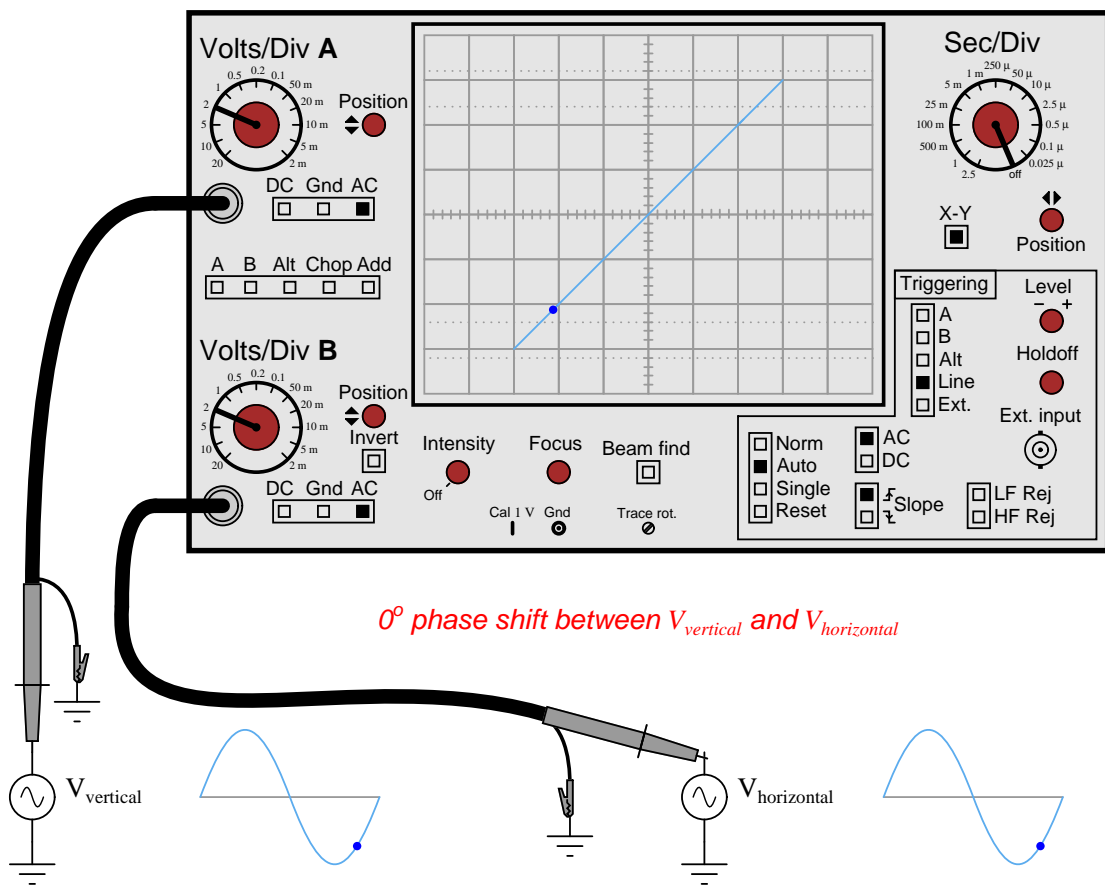 Volts/Div A
20 10 5 2 1 0.5 0.2 0.1 50 m 20 m 10 m 5 m 2 m
Position
DC Gnd AC
A B Alt Chop Add
Volts/Div B
20 10 5 2 1 0.5 0.2 0.1 50 m 20 m 10 m 5 m 2 m
Position
Invert
DC Gnd AC
Intensity
Off
Focus
Beam find
Cal 1 V Gnd
Trace rot.
Sec/Div
1 2.5 500 m 100 m 25 m 5 m 1 m 250 µ 50 µ 10 µ 2.5 µ 0.5 µ 0.1 µ 0.025 µ off
X-Y
Position
Triggering
A
B
Alt
Line
Ext.
Level
− +
Holdoff
Ext. input
Norm
Auto
Single
Reset
AC
DC
Slope
LF Rej
HF Rej
0° phase shift between Vvertical and Vhorizontal
Vvertical
Vhorizontal